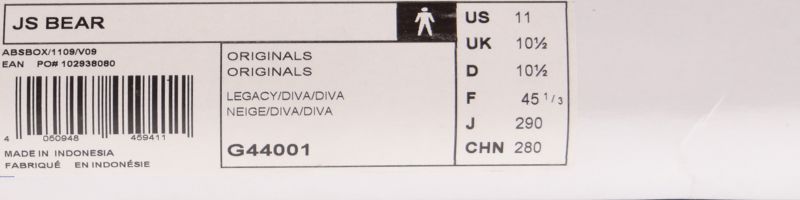 JS BEAR
ABSBOX/1109/V09
EAN PO# 102938080
4 050948 459411
MADE IN INDONESIA
FABRIQUÉ EN INDONÉSIE
ORIGINALS
ORIGINALS
LEGACY/DIVA/DIVA
NEIGE/DIVA/DIVA
G44001
US 11
UK 10½
D 10½
F 45 1/3
J 290
CHN 280